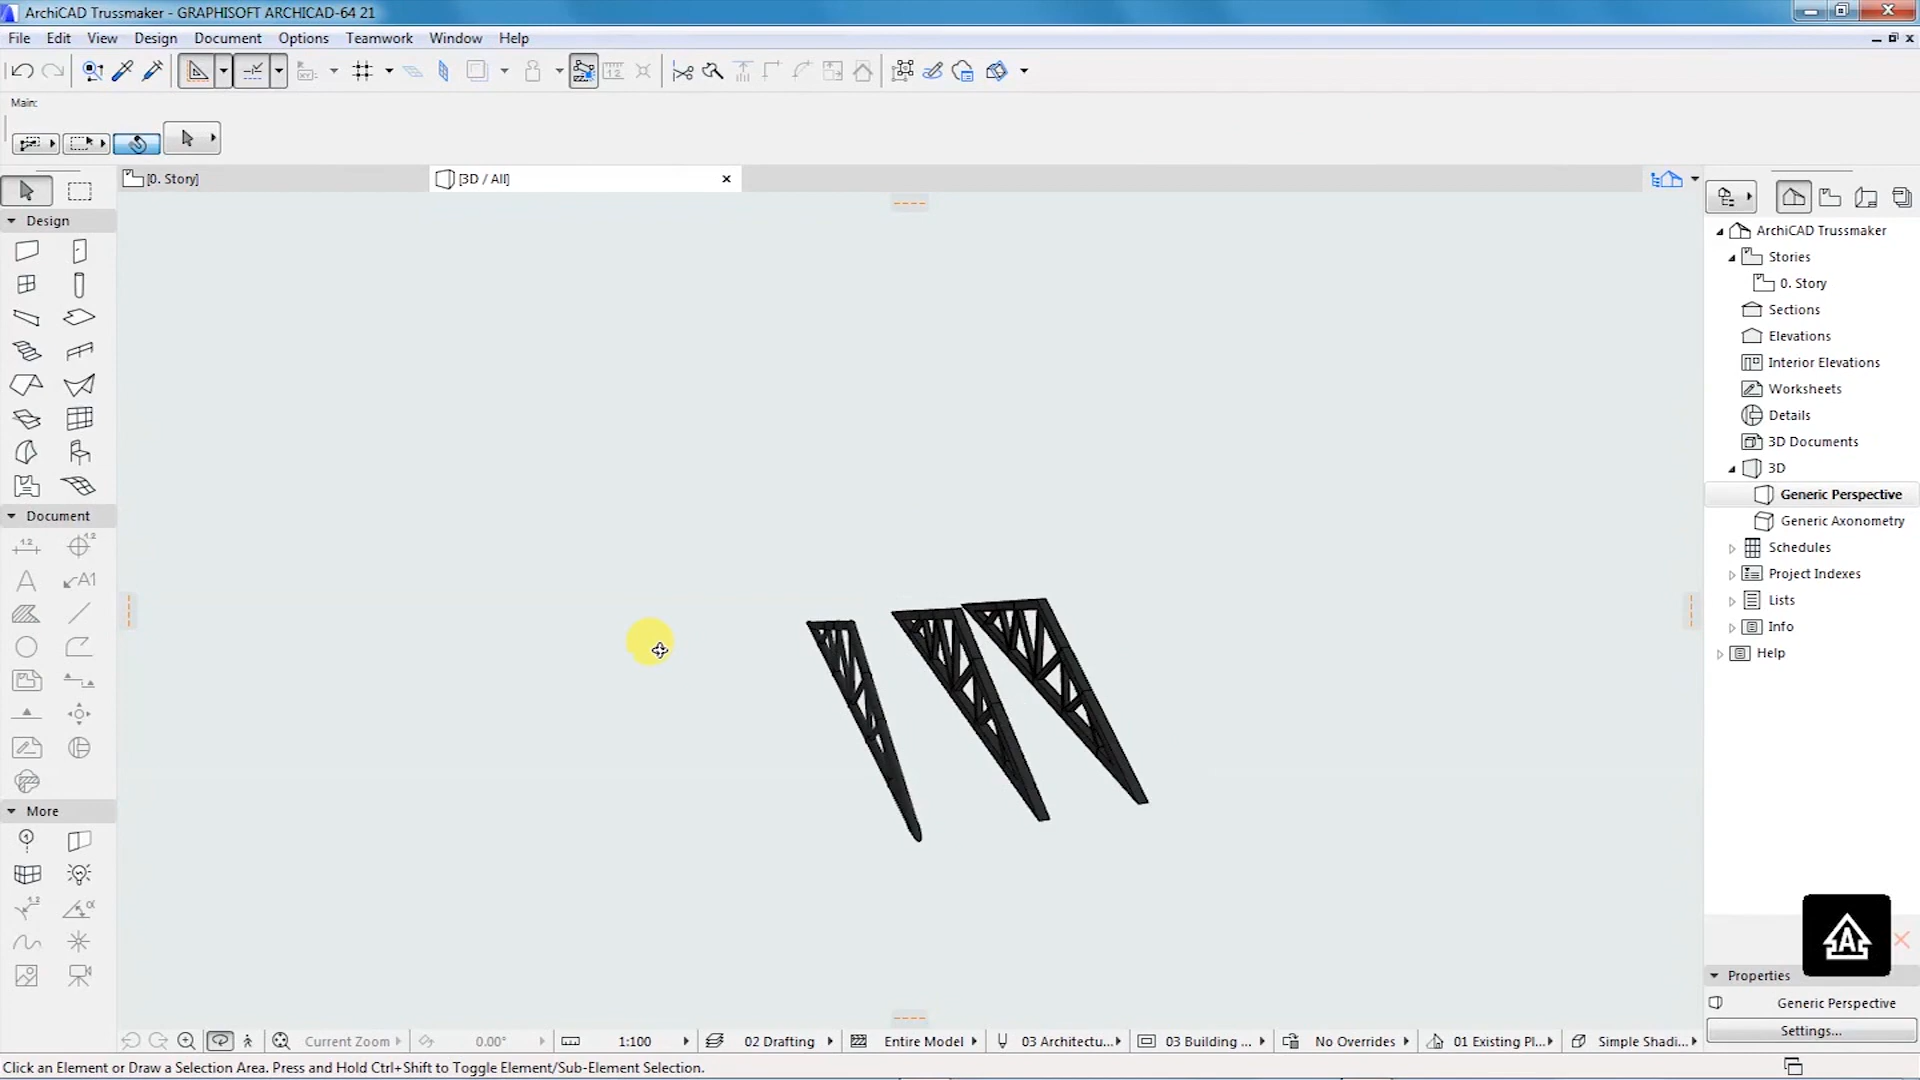 ArchiCAD Trussmaker - GRAPHISOFT ARCHICAD-64 21
File Edit View Design Document Options Teamwork Window Help
Main:
[0. Story]
[3D / All]
Design
Document
More
ArchiCAD Trussmaker
Stories
0. Story
Sections
Elevations
Interior Elevations
Worksheets
Details
3D Documents
3D
Generic Perspective
Generic Axonometry
Schedules
Project Indexes
Lists
Info
Help
Properties
Generic Perspective
Settings...
Current Zoom
0.00°
1:100
02 Drafting
Entire Model
03 Architectu...
03 Building ...
No Overrides
01 Existing Pl...
Simple Shadi...
Click an Element or Draw a Selection Area. Press and Hold Ctrl+Shift to Toggle Element/Sub-Element Selection.